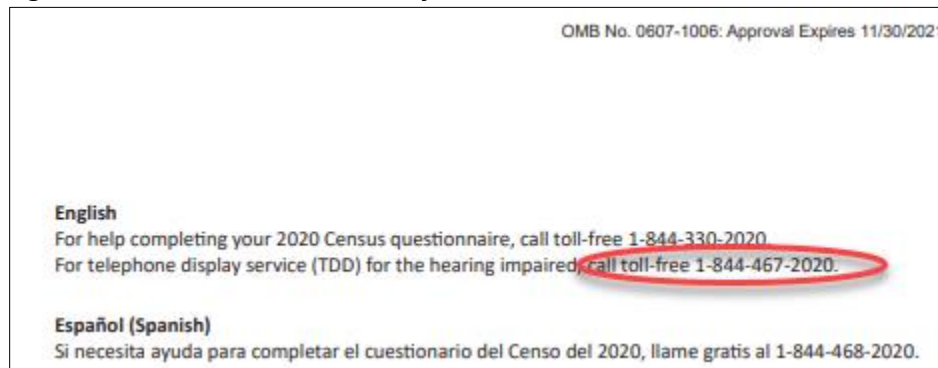 OMB No. 0607-1006: Approval Expires 11/30/2021
English
For help completing your 2020 Census questionnaire, call toll-free 1-844-330-2020.
For telephone display service (TDD) for the hearing impaired, call toll-free 1-844-467-2020.
Español (Spanish)
Si necesita ayuda para completar el cuestionario del Censo del 2020, llame gratis al 1-844-468-2020.